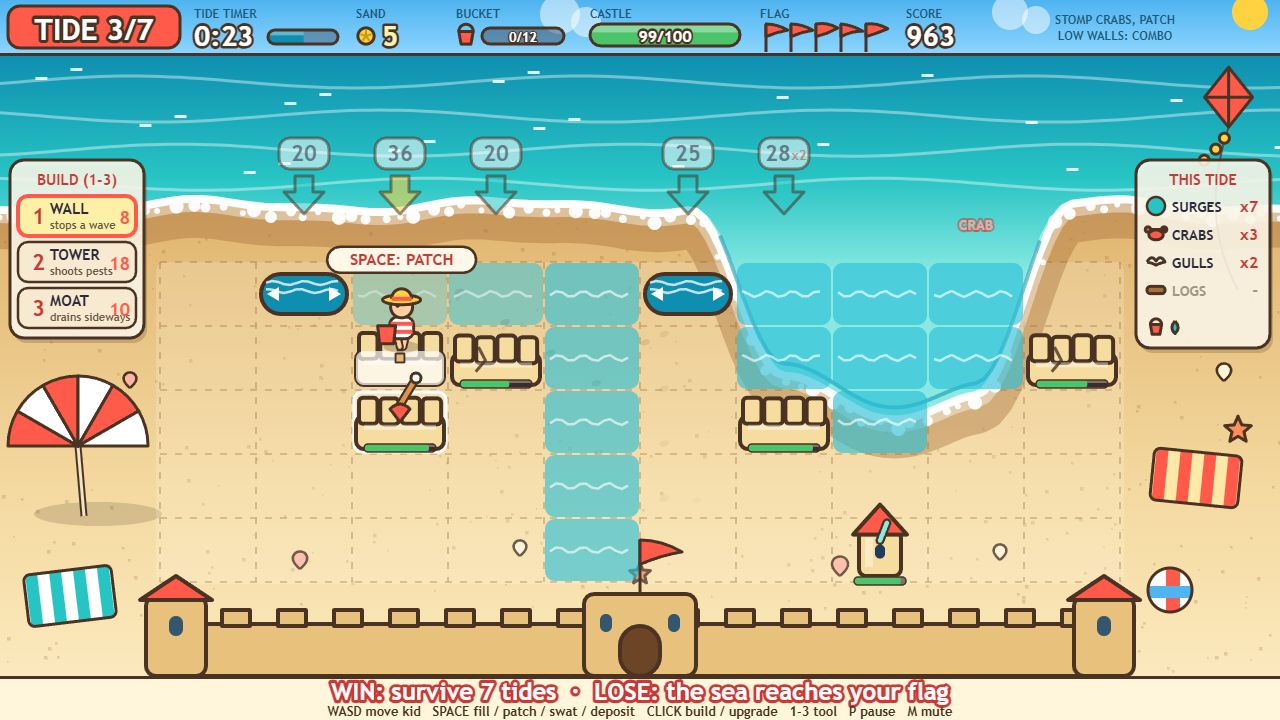 TIDE 3/7
TIDE TIMER
0:23
SAND
5
BUCKET
0/12
CASTLE
99/100
FLAG
SCORE
963
STOMP CRABS, PATCH
LOW WALLS: COMBO
20
36
20
25
28x2
CRAB
BUILD (1-3)
1 WALL 8
stops a wave
2 TOWER 18
shoots pests
3 MOAT 10
drains sideways
THIS TIDE
SURGES x7
CRABS x3
GULLS x2
LOGS -
SPACE: PATCH
WIN: survive 7 tides • LOSE: the sea reaches your flag
WASD move kid SPACE fill / patch / swat / deposit CLICK build / upgrade 1-3 tool P pause M mute